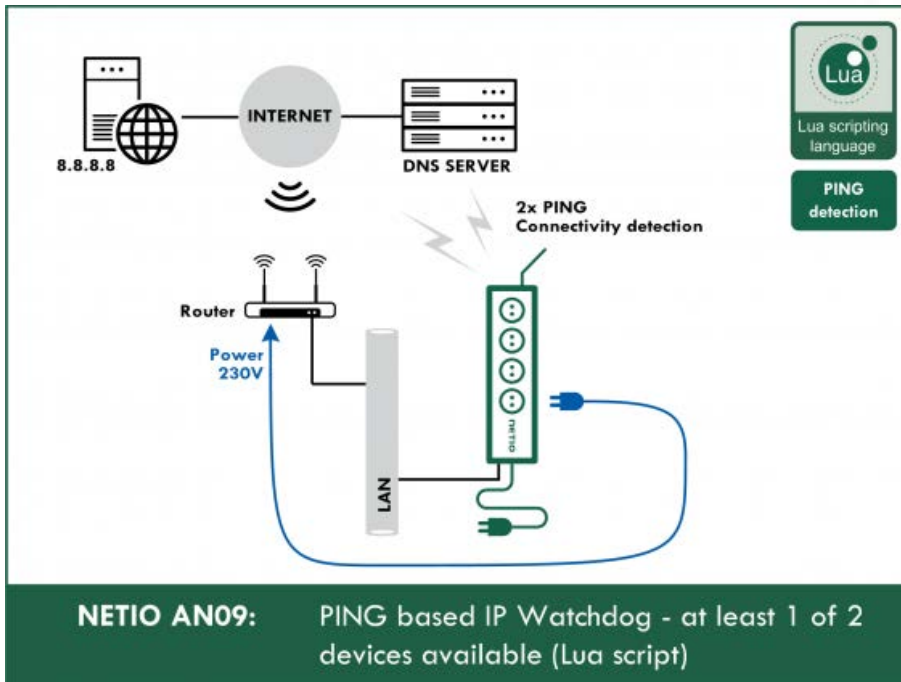 Lua
Lua scripting
language
PING
detection
INTERNET
8.8.8.8
DNS SERVER
2x PING
Connectivity detection
Router
Power
230V
LAN
NETIO
NETIO AN09:
PING based IP Watchdog - at least 1 of 2
devices available (Lua script)